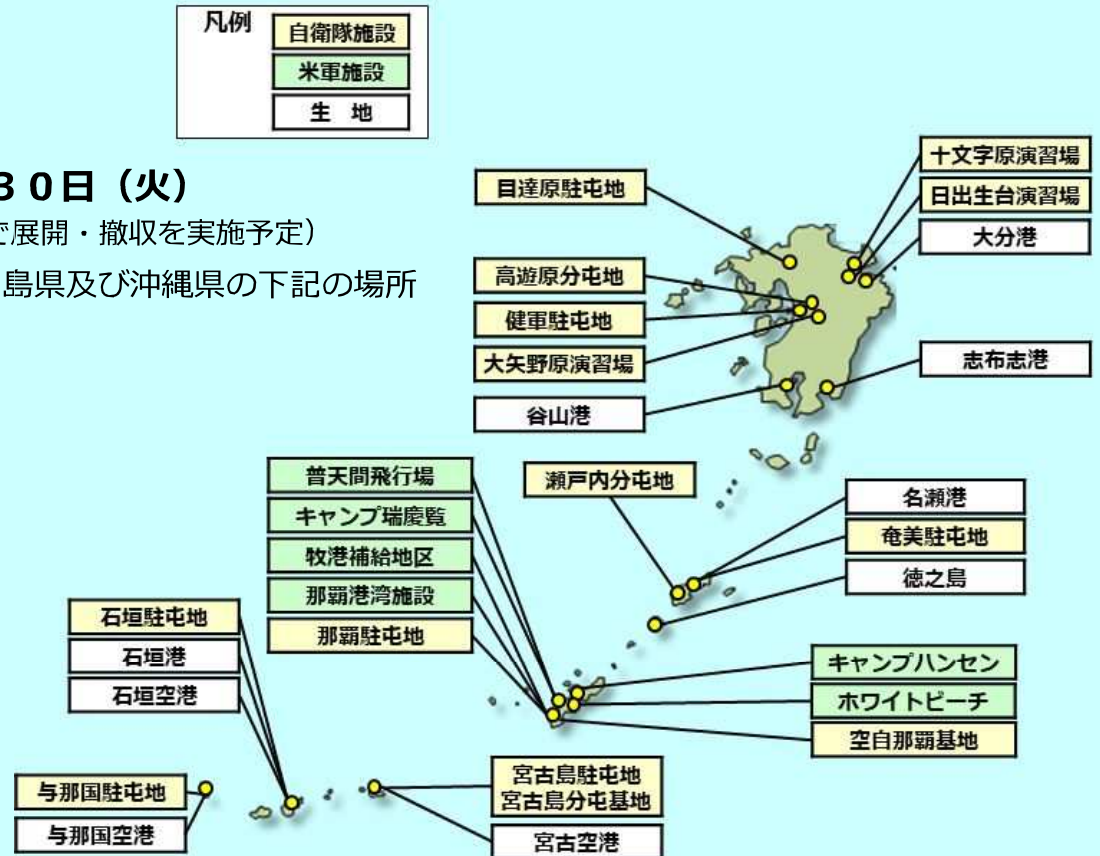 凡例
自衛隊施設
米軍施設
生 地
30日（火）
で展開・撤収を実施予定）
島県及び沖縄県の下記の場所
十文字原演習場
日出生台演習場
大分港
目達原駐屯地
高遊原分屯地
健軍駐屯地
大矢野原演習場
谷山港
志布志港
普天間飛行場
キャンプ瑞慶覧
牧港補給地区
那覇港湾施設
那覇駐屯地
瀬戸内分屯地
名瀬港
奄美駐屯地
徳之島
石垣駐屯地
石垣港
石垣空港
キャンプハンセン
ホワイトビーチ
空自那覇基地
与那国駐屯地
与那国空港
宮古島駐屯地
宮古島分屯基地
宮古空港